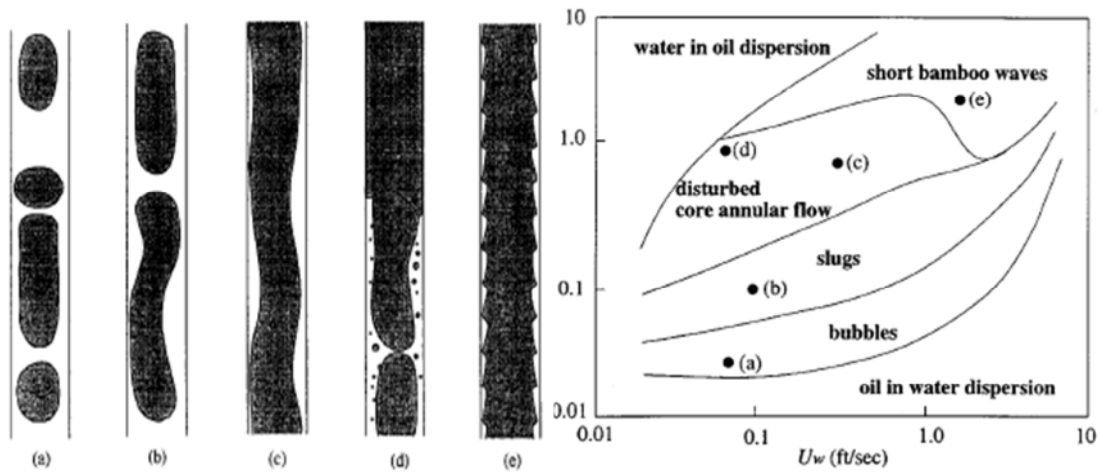 (a)
(b)
(c)
(d)
(e)
10
1.0
0.1
0.01
water in oil dispersion
short bamboo waves
(e)
(d)
(c)
disturbed
core annular flow
slugs
(b)
bubbles
(a)
oil in water dispersion
0.01
0.1
1.0
10
Uw (ft/sec)